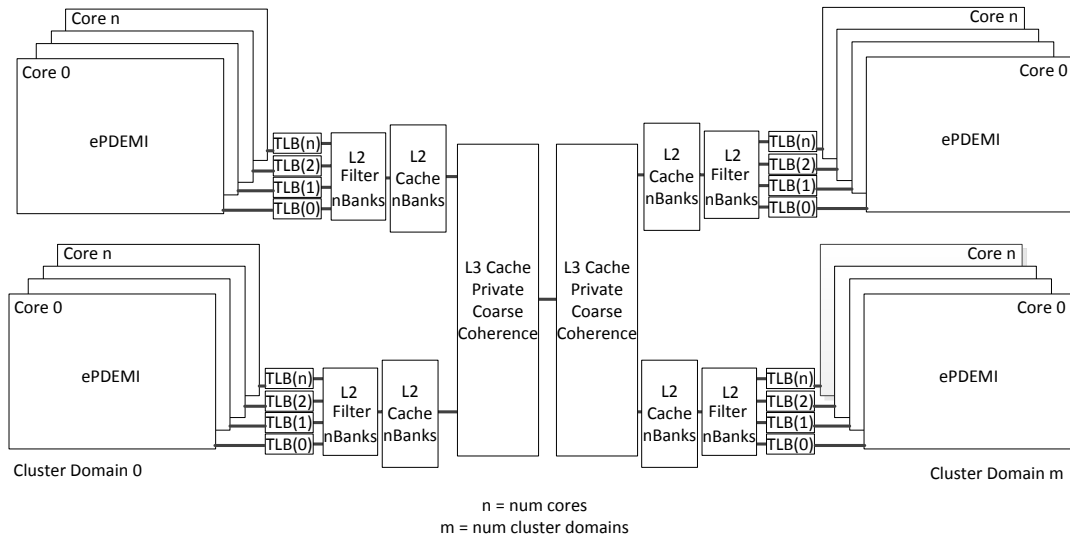 Core n
Core 0
ePDEMI
TLB(n)
TLB(2)
TLB(1)
TLB(0)
L2
Filter
nBanks
L2
Cache
nBanks
L3 Cache
Private
Coarse
Coherence
L3 Cache
Private
Coarse
Coherence
L2
Cache
nBanks
L2
Filter
nBanks
TLB(n)
TLB(2)
TLB(1)
TLB(0)
Core n
Core 0
ePDEMI
Core n
Core 0
ePDEMI
TLB(n)
TLB(2)
TLB(1)
TLB(0)
L2
Filter
nBanks
L2
Cache
nBanks
L2
Cache
nBanks
L2
Filter
nBanks
TLB(n)
TLB(2)
TLB(1)
TLB(0)
Core n
Core 0
ePDEMI
Cluster Domain 0
Cluster Domain m
n = num cores
m = num cluster domains